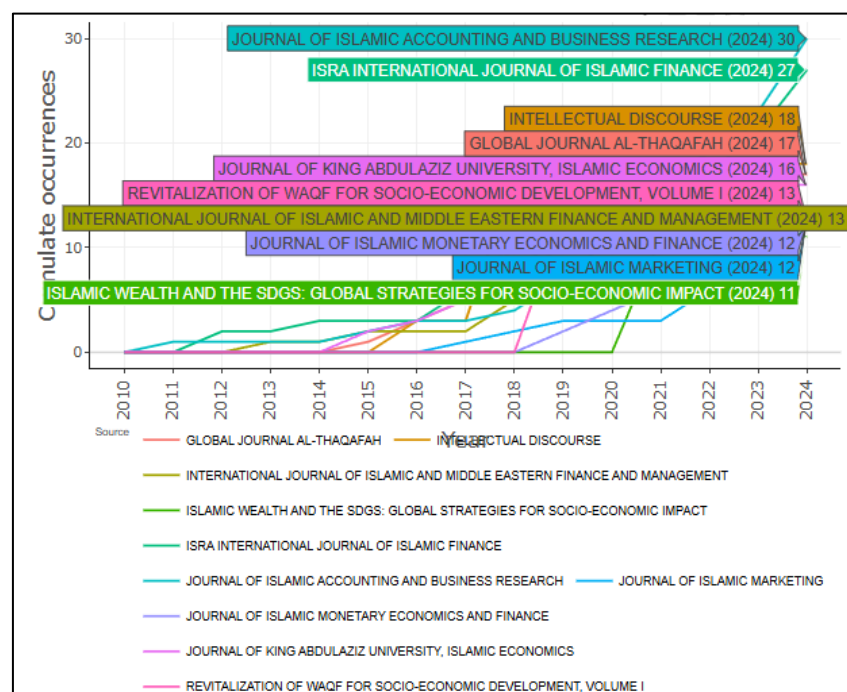 30
JOURNAL OF ISLAMIC ACCOUNTING AND BUSINESS RESEARCH (2024) 30
ISRA INTERNATIONAL JOURNAL OF ISLAMIC FINANCE (2024) 27
INTELLECTUAL DISCOURSE (2024) 18
20
GLOBAL JOURNAL AL-THAQAFAH (2024) 17
JOURNAL OF KING ABDULAZIZ UNIVERSITY, ISLAMIC ECONOMICS (2024) 16
REVITALIZATION OF WAQF FOR SOCIO-ECONOMIC DEVELOPMENT, VOLUME I (2024) 13
INTERNATIONAL JOURNAL OF ISLAMIC AND MIDDLE EASTERN FINANCE AND MANAGEMENT (2024) 13
10
JOURNAL OF ISLAMIC MONETARY ECONOMICS AND FINANCE (2024) 12
JOURNAL OF ISLAMIC MARKETING (2024) 12
ISLAMIC WEALTH AND THE SDGS: GLOBAL STRATEGIES FOR SOCIO-ECONOMIC IMPACT (2024) 11
0
Cumulate occurrences
2010 2011 2012 2013 2014 2015 2016 2017 2018 2019 2020 2021 2022 2023 2024
Year
Source
GLOBAL JOURNAL AL-THAQAFAH INTELLECTUAL DISCOURSE
INTERNATIONAL JOURNAL OF ISLAMIC AND MIDDLE EASTERN FINANCE AND MANAGEMENT
ISLAMIC WEALTH AND THE SDGS: GLOBAL STRATEGIES FOR SOCIO-ECONOMIC IMPACT
ISRA INTERNATIONAL JOURNAL OF ISLAMIC FINANCE
JOURNAL OF ISLAMIC ACCOUNTING AND BUSINESS RESEARCH JOURNAL OF ISLAMIC MARKETING
JOURNAL OF ISLAMIC MONETARY ECONOMICS AND FINANCE
JOURNAL OF KING ABDULAZIZ UNIVERSITY, ISLAMIC ECONOMICS
REVITALIZATION OF WAQF FOR SOCIO-ECONOMIC DEVELOPMENT, VOLUME I